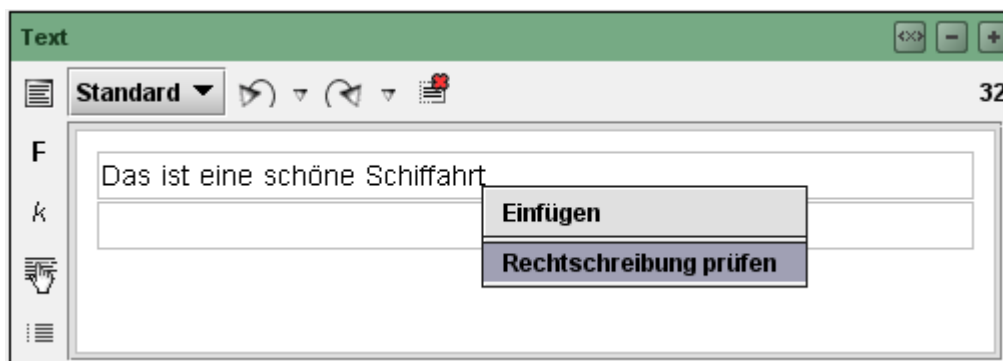 Text
Standard
32
F
Das ist eine schöne Schiffahrt
k
Einfügen
Rechtschreibung prüfen